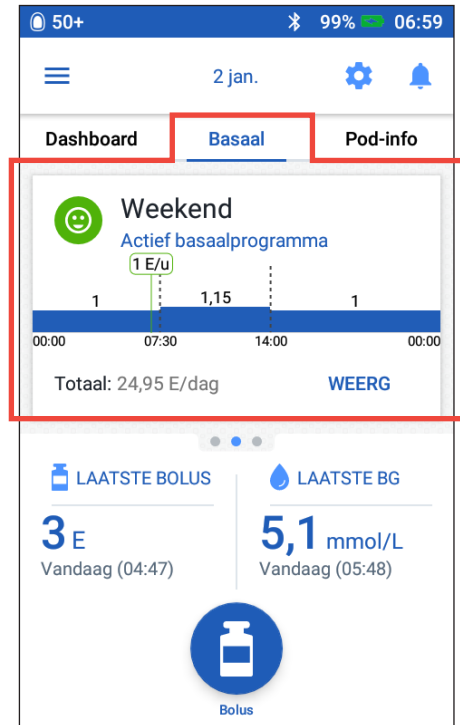 50+ 99% 06:59
2 jan.
Dashboard Basaal Pod-info
Weekend
Actief basaalprogramma
1 E/u
1 1,15 1
00:00 07:30 14:00 00:00
Totaal: 24,95 E/dag WEERG
LAATSTE BOLUS LAATSTE BG
3 E 5,1 mmol/L
Vandaag (04:47) Vandaag (05:48)
Bolus